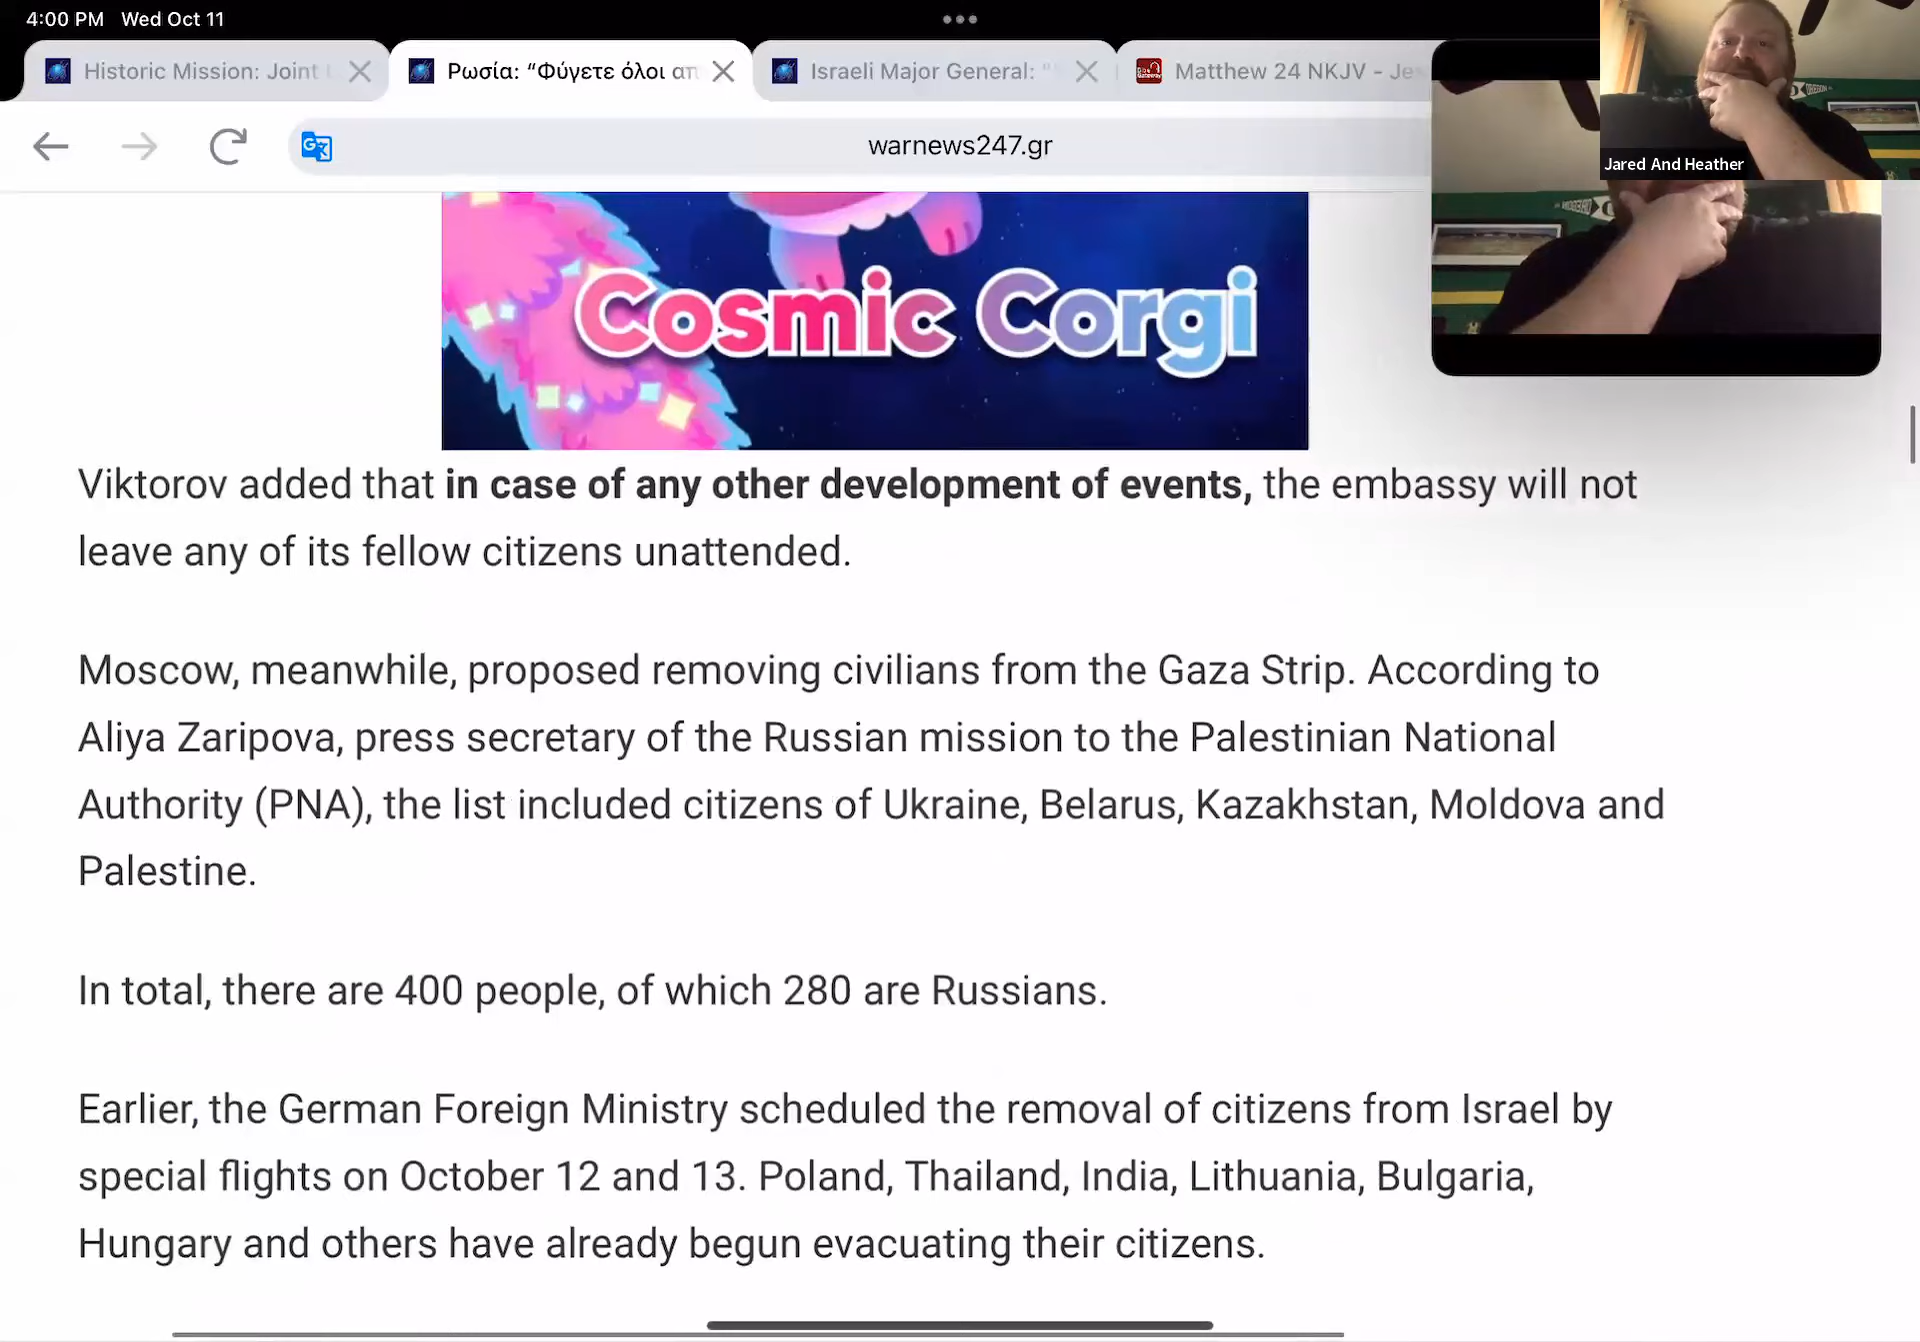 4:00 PM Wed Oct 11
Historic Mission: Joint
Ρωσία: “Φύγετε όλοι απ
Israeli Major General: “
Matthew 24 NKJV - Je
warnews247.gr
Jared And Heather
Cosmic Corgi
Viktorov added that in case of any other development of events, the embassy will not
leave any of its fellow citizens unattended.
Moscow, meanwhile, proposed removing civilians from the Gaza Strip. According to
Aliya Zaripova, press secretary of the Russian mission to the Palestinian National
Authority (PNA), the list included citizens of Ukraine, Belarus, Kazakhstan, Moldova and
Palestine.
In total, there are 400 people, of which 280 are Russians.
Earlier, the German Foreign Ministry scheduled the removal of citizens from Israel by
special flights on October 12 and 13. Poland, Thailand, India, Lithuania, Bulgaria,
Hungary and others have already begun evacuating their citizens.